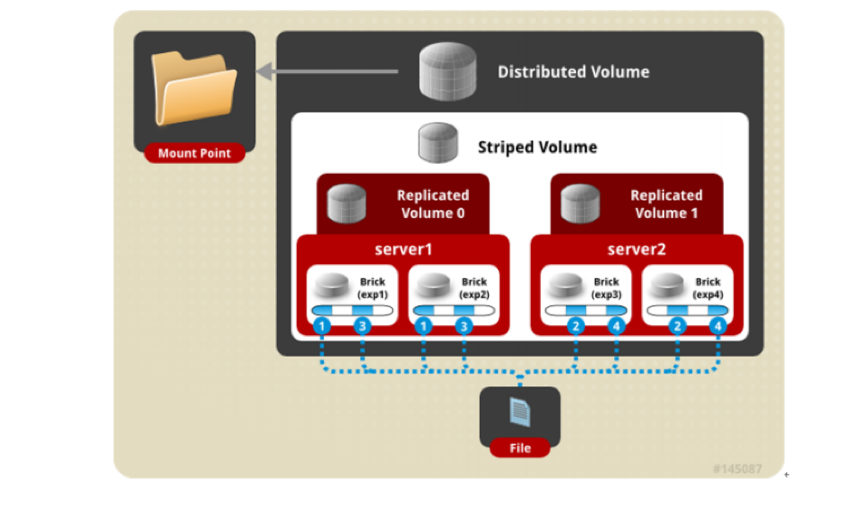 Distributed Volume
Mount Point
Striped Volume
Replicated
Volume 0
Replicated
Volume 1
server1
server2
Brick
(exp1)
Brick
(exp2)
Brick
(exp3)
Brick
(exp4)
1
3
1
3
2
4
2
4
File
#145087